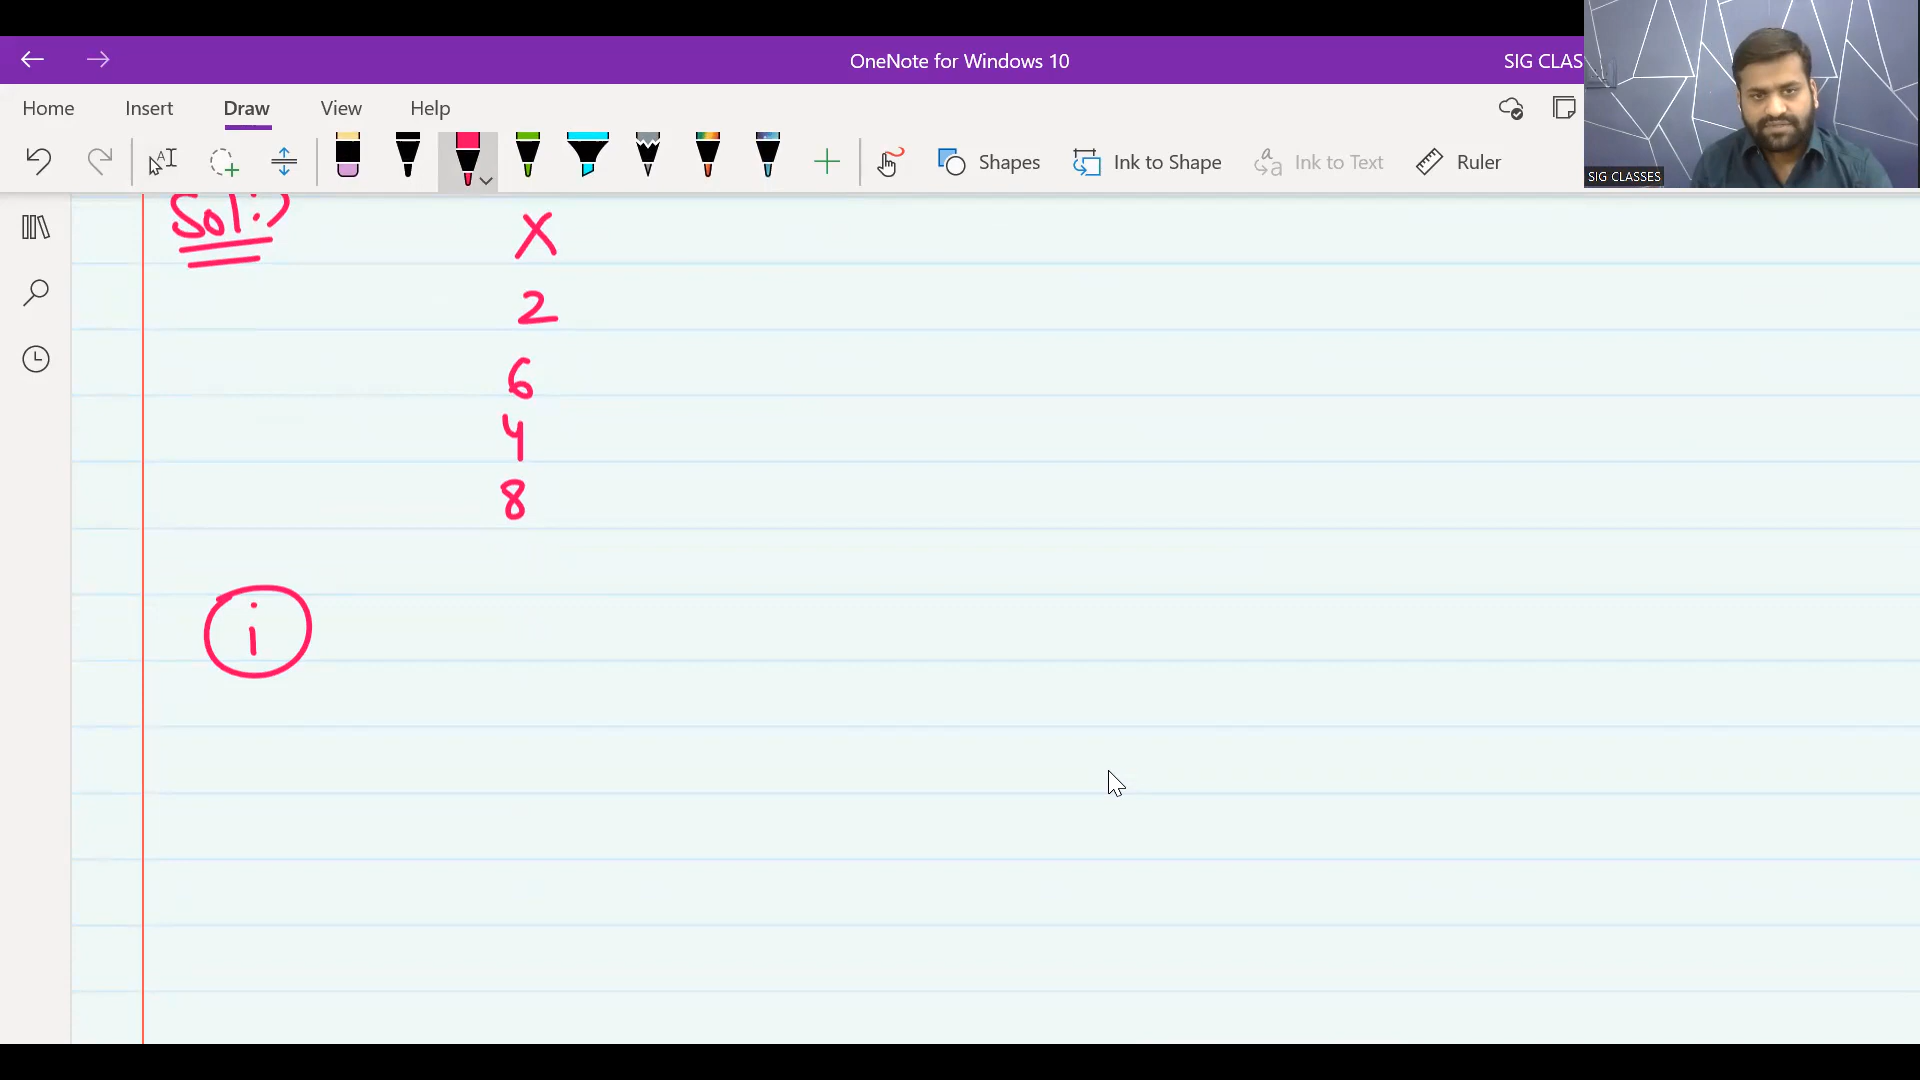 OneNote for Windows 10
SIG CLAS
Home Insert Draw View Help
Shapes Ink to Shape Ink to Text Ruler
SIG CLASSES
Sol:)
X
2
6
4
8
i